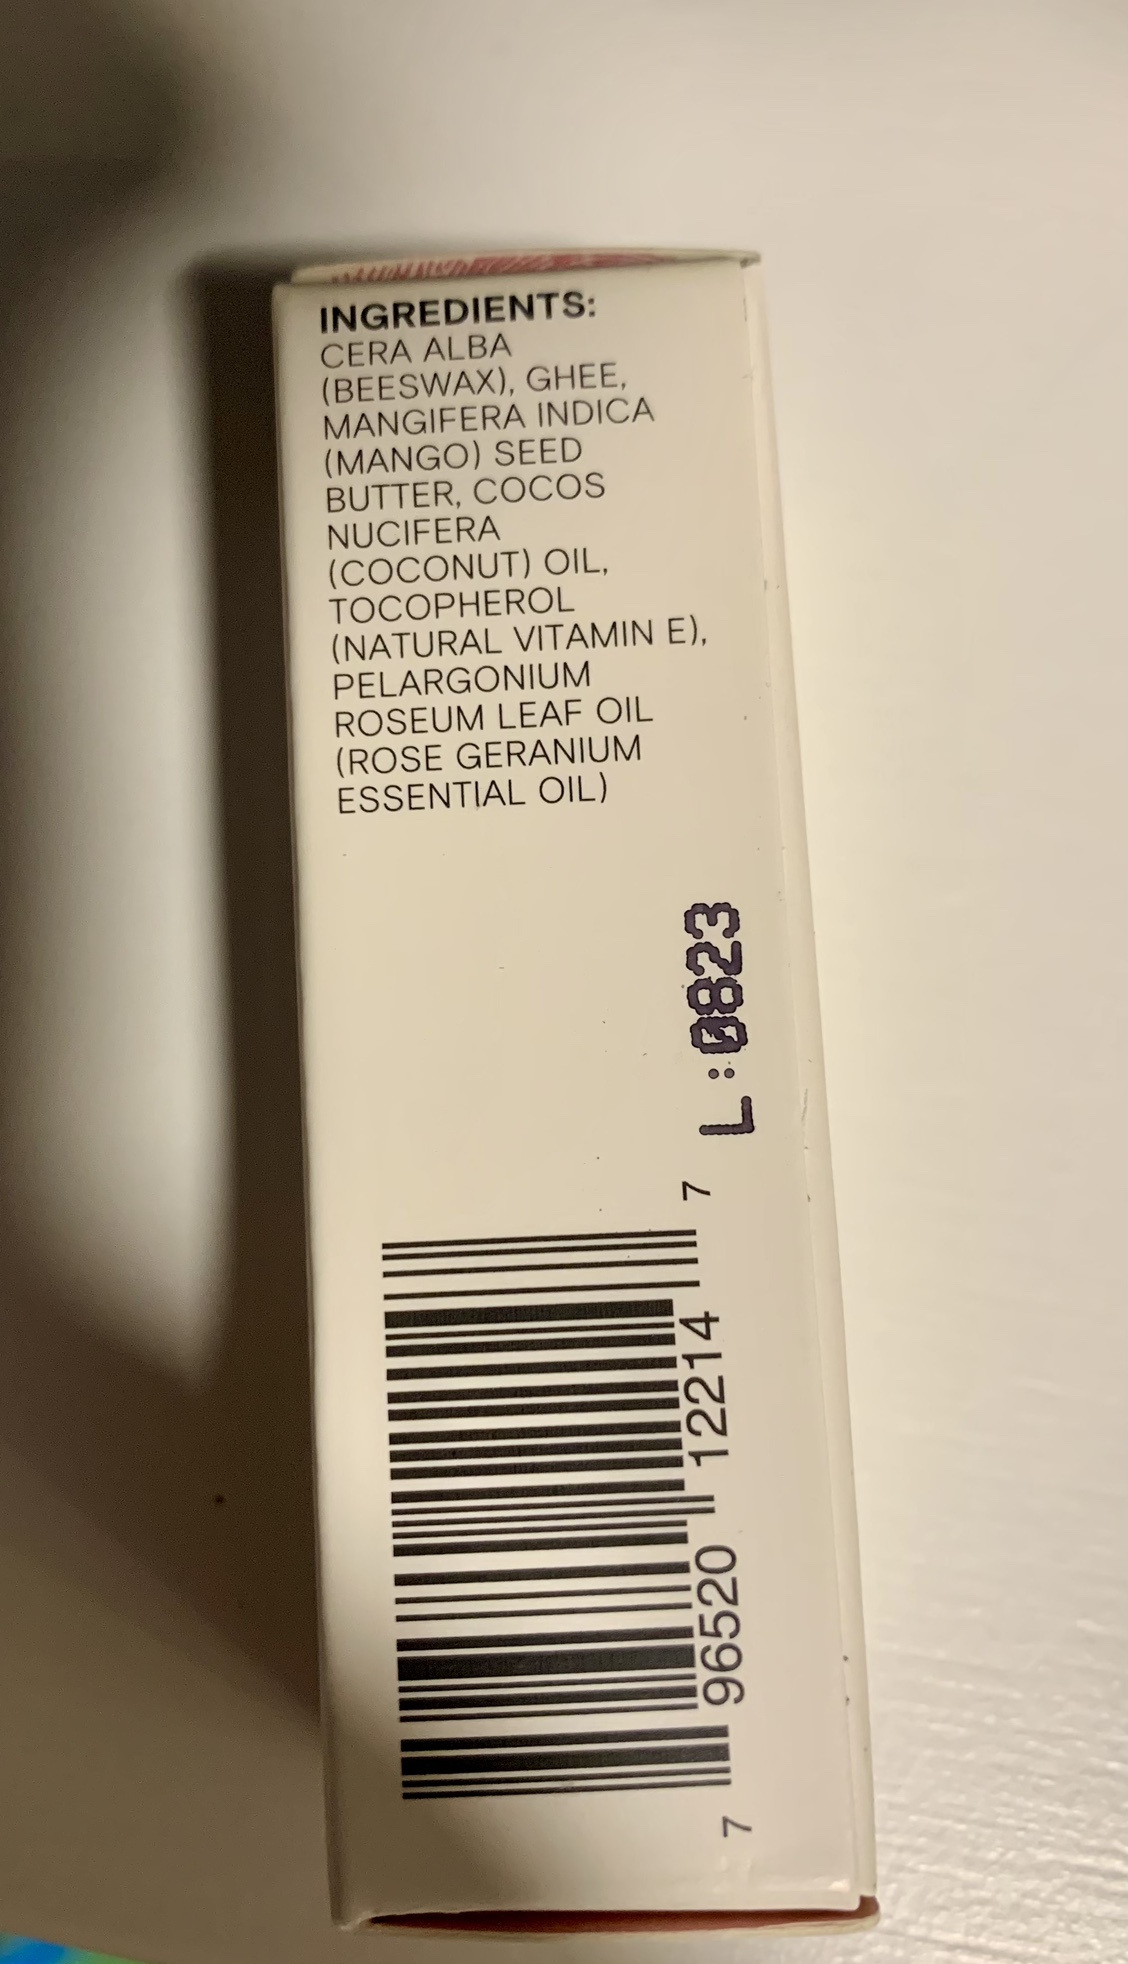 INGREDIENTS:
CERA ALBA
(BEESWAX), GHEE,
MANGIFERA INDICA
(MANGO) SEED
BUTTER, COCOS
NUCIFERA
(COCONUT) OIL,
TOCOPHEROL
(NATURAL VITAMIN E),
PELARGONIUM
ROSEUM LEAF OIL
(ROSE GERANIUM
ESSENTIAL OIL)
L:0823
7 96520 12214 7